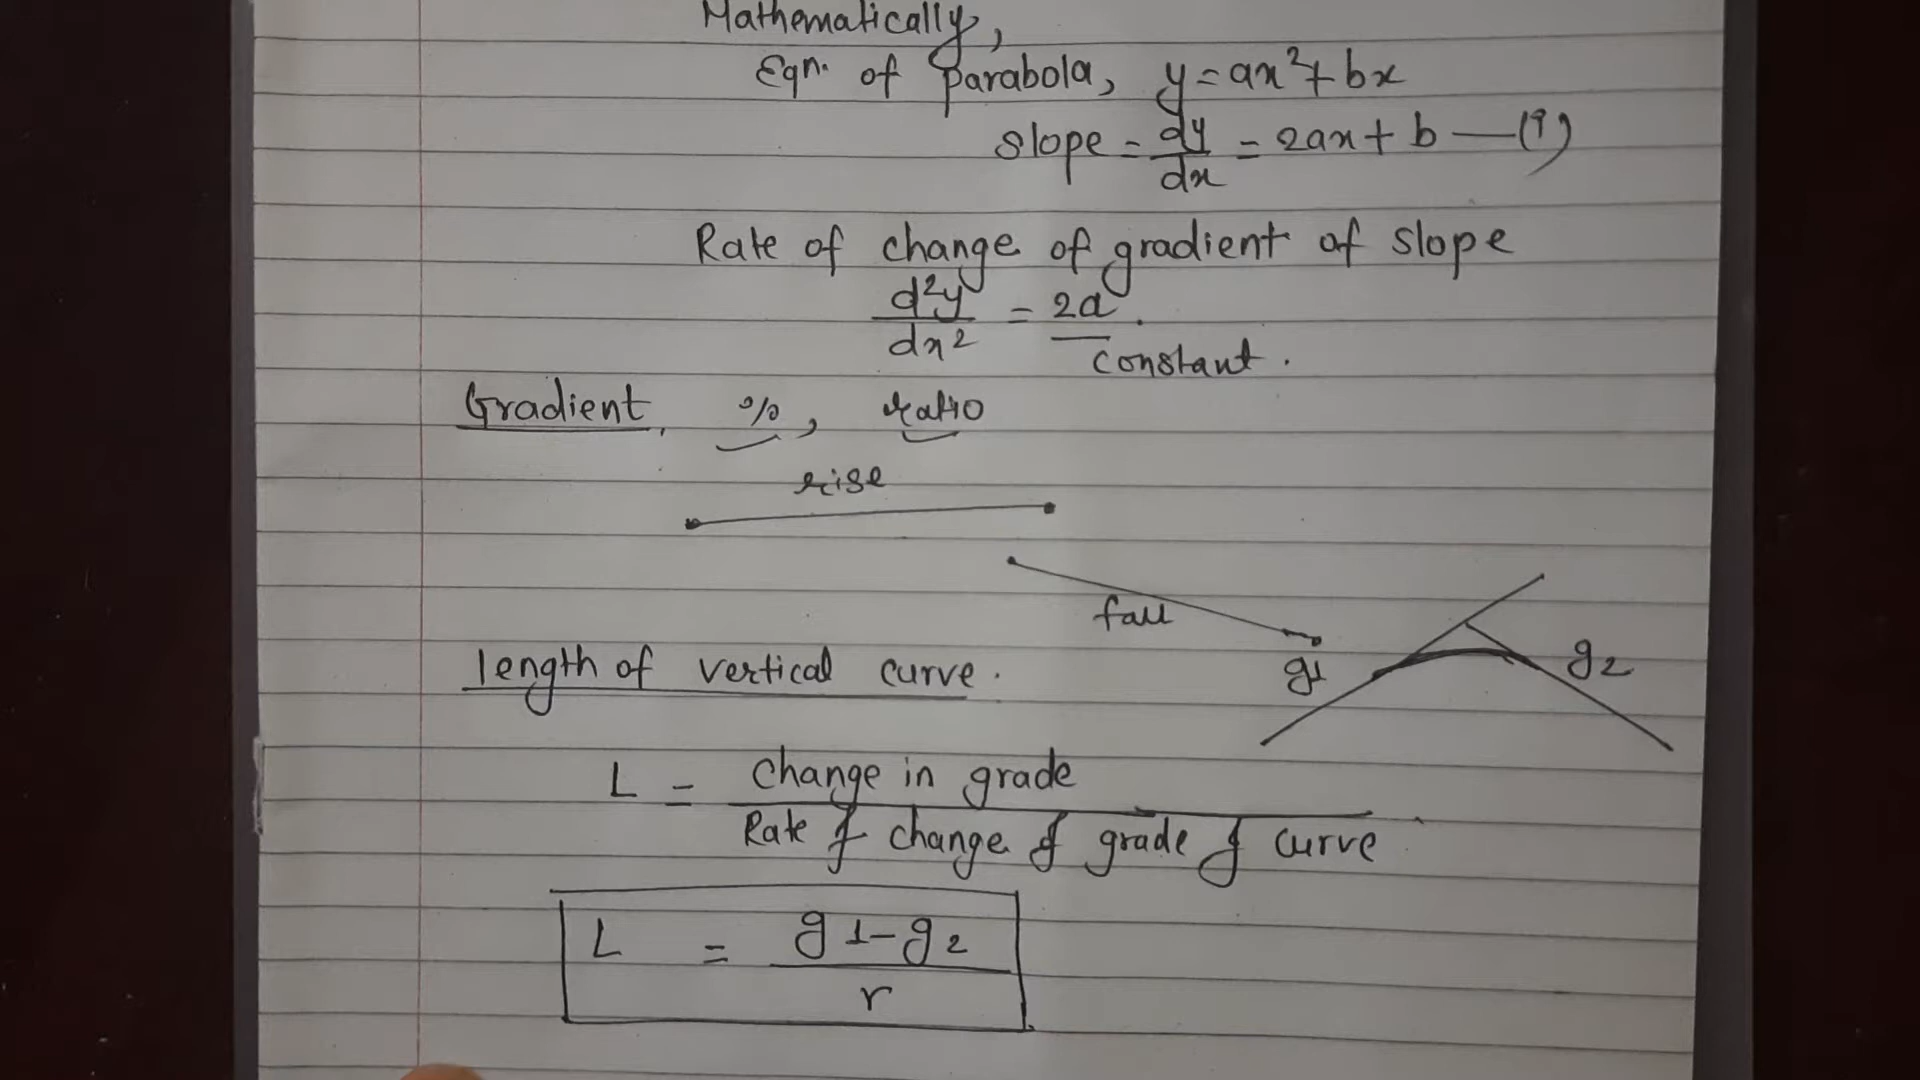 Mathematically,
Eqn. of parabola, y = ax²+ bx
slope = dy/dx = 2ax + b —(i)
Rate of change of gradient of slope
d²y/dx² = 2a.
constant.
Gradient, %, ratio
rise
fall
g1
g2
length of vertical curve.
L = Change in grade / Rate of change of grade of curve
L = g1-g2 / r